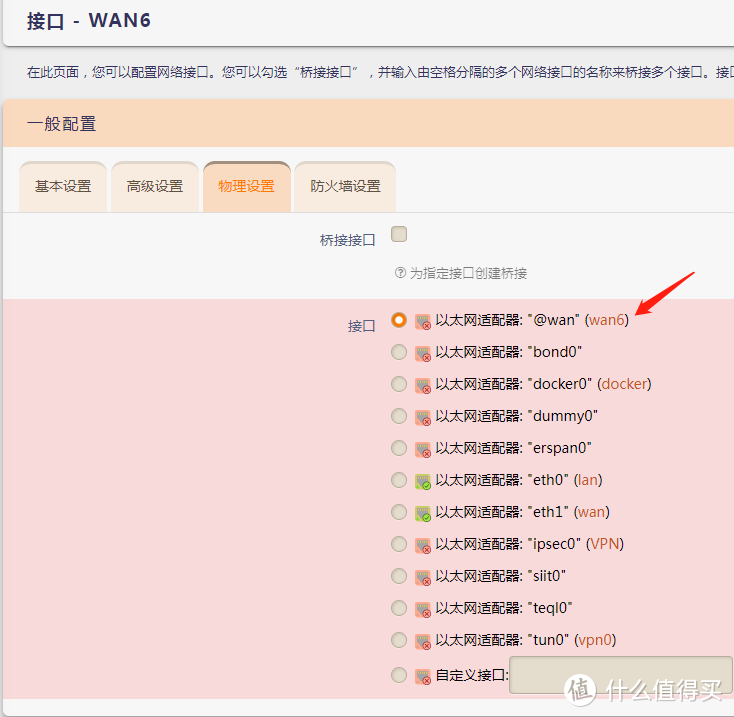 接口 - WAN6
在此页面，您可以配置网络接口。您可以勾选“桥接接口”，并输入由空格分隔的多个网络接口的名称来桥接多个接口。接口
一般配置
基本设置 高级设置 物理设置 防火墙设置
桥接接口
为指定接口创建桥接
接口
以太网适配器: "@wan" (wan6)
以太网适配器: "bond0"
以太网适配器: "docker0" (docker)
以太网适配器: "dummy0"
以太网适配器: "erspan0"
以太网适配器: "eth0" (lan)
以太网适配器: "eth1" (wan)
以太网适配器: "ipsec0" (VPN)
以太网适配器: "siit0"
以太网适配器: "teql0"
以太网适配器: "tun0" (vpn0)
自定义接口:
值 什么值得买